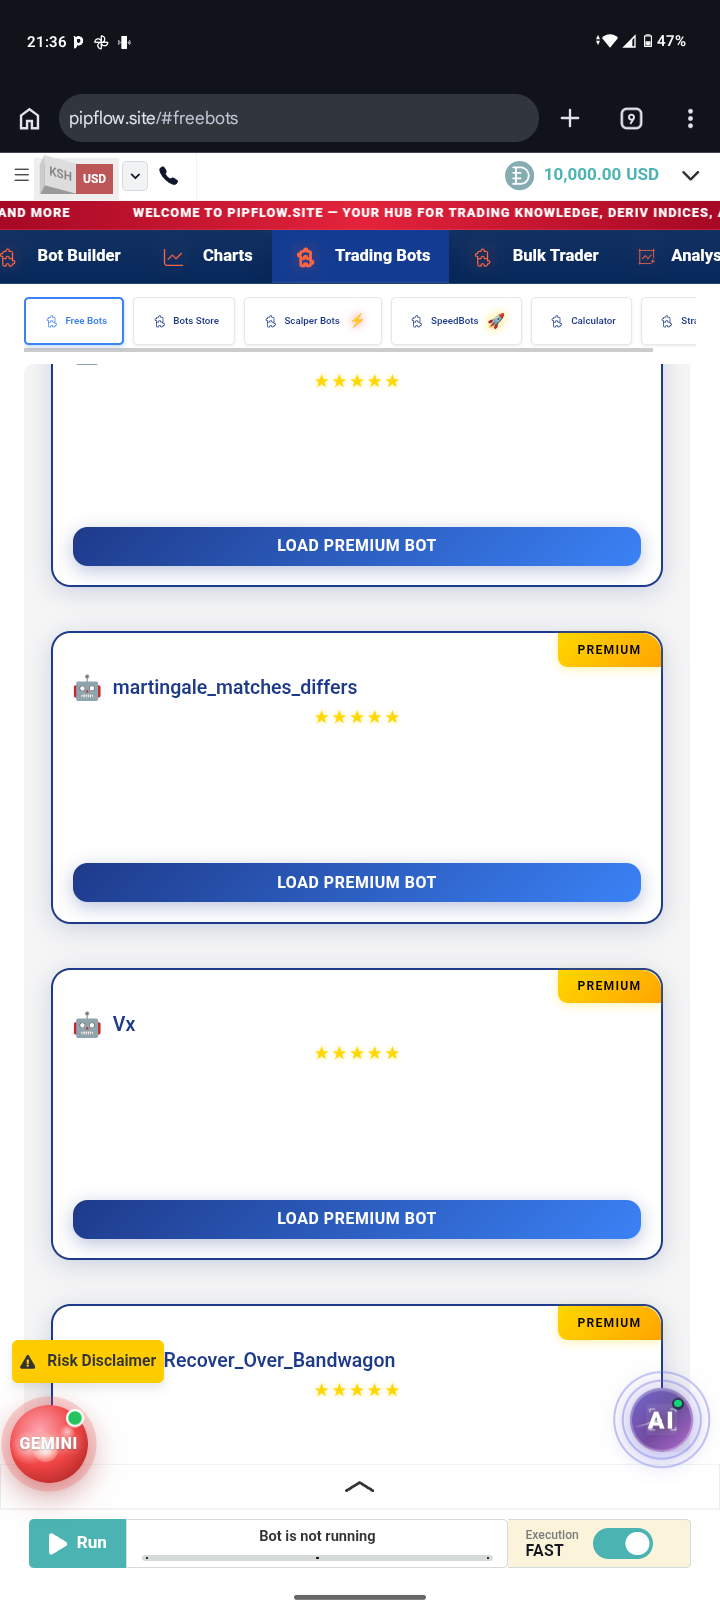 21:36
47%
pipflow.site/#freebots
9
KSH
USD
10,000.00 USD
AND MORE WELCOME TO PIPFLOW.SITE — YOUR HUB FOR TRADING KNOWLEDGE, DERIV INDICES,
Bot Builder
Charts
Trading Bots
Bulk Trader
Analys
Free Bots
Bots Store
Scalper Bots
SpeedBots
Calculator
Stra
★★★★★
LOAD PREMIUM BOT
PREMIUM
martingale_matches_differs
★★★★★
LOAD PREMIUM BOT
PREMIUM
Vx
★★★★★
LOAD PREMIUM BOT
PREMIUM
Recover_Over_Bandwagon
★★★★★
Risk Disclaimer
GEMINI
AI
Run
Bot is not running
Execution
FAST